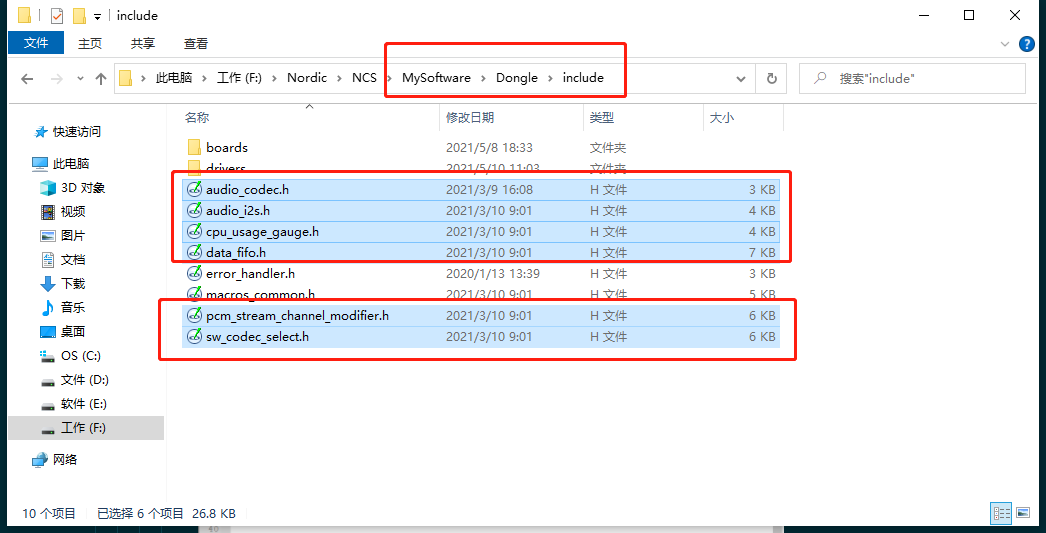 include
文件 主页 共享 查看
此电脑 工作 (F:) Nordic NCS MySoftware Dongle include 搜索"include"
名称 修改日期 类型 大小
快速访问
此电脑
3D 对象
视频
图片
文档
下载
音乐
桌面
OS (C:)
文件 (D:)
软件 (E:)
工作 (F:)
网络
boards 2021/5/8 18:33 文件夹
drivers 2021/5/10 11:03 文件夹
audio_codec.h 2021/3/9 16:08 H 文件 3 KB
audio_i2s.h 2021/3/10 9:01 H 文件 4 KB
cpu_usage_gauge.h 2021/3/10 9:01 H 文件 4 KB
data_fifo.h 2021/3/10 9:01 H 文件 7 KB
error_handler.h 2020/1/13 13:39 H 文件 3 KB
macros_common.h 2021/3/10 9:01 H 文件 5 KB
pcm_stream_channel_modifier.h 2021/3/10 9:01 H 文件 6 KB
sw_codec_select.h 2021/3/10 9:01 H 文件 6 KB
10 个项目 已选择 6 个项目 26.8 KB